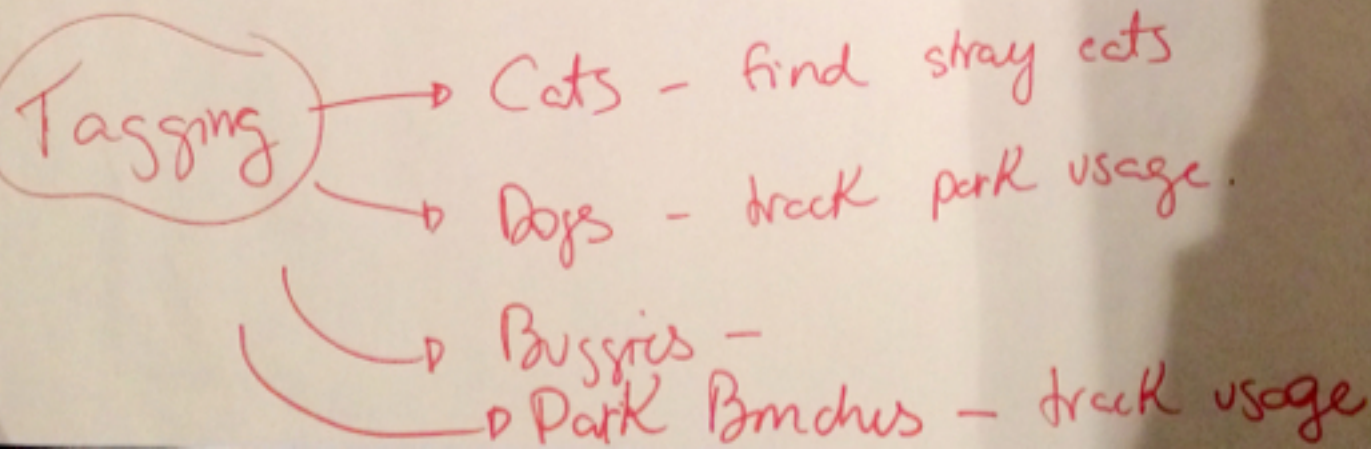 Tagging
Cats - find stray cats
Dogs - track park usage.
Buggies -
Park Benches - track usage